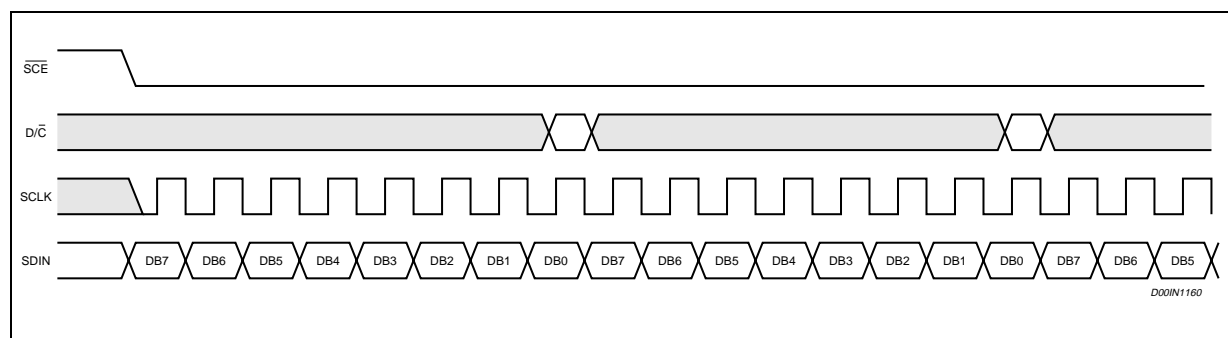 S̅C̅E̅
D/C̅
SCLK
SDIN DB7 DB6 DB5 DB4 DB3 DB2 DB1 DB0 DB7 DB6 DB5 DB4 DB3 DB2 DB1 DB0 DB7 DB6 DB5
D00IN1160